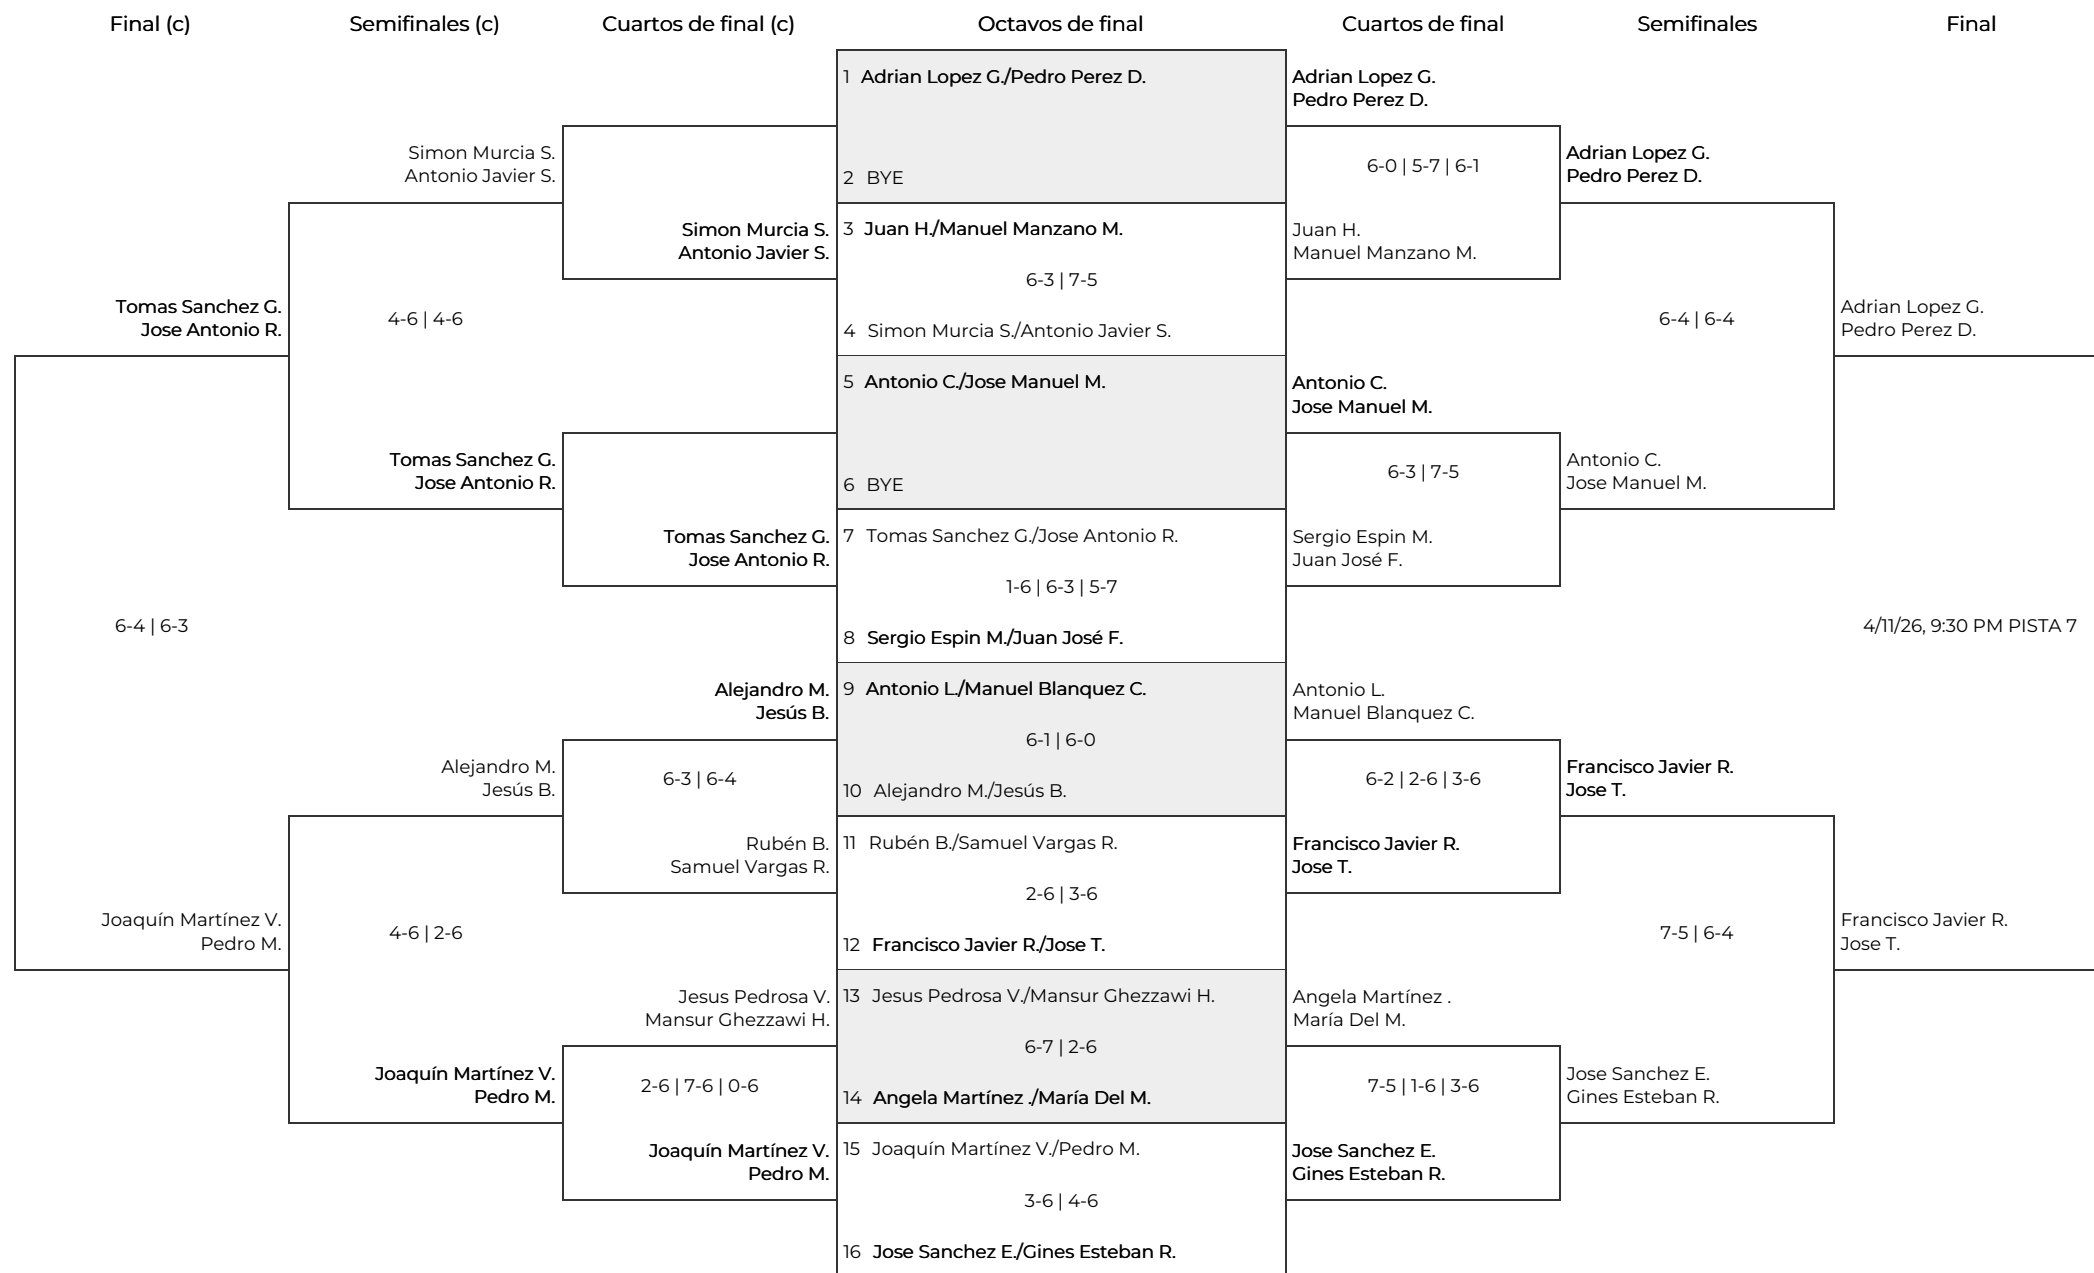 Final (c)
Semifinales (c)
Cuartos de final (c)
Octavos de final
Cuartos de final
Semifinales
Final
Tomas Sanchez G.
Jose Antonio R.
6-4 | 6-3
Joaquín Martínez V.
Pedro M.
Simon Murcia S.
Antonio Javier S.
4-6 | 4-6
Tomas Sanchez G.
Jose Antonio R.
Alejandro M.
Jesús B.
4-6 | 2-6
Joaquín Martínez V.
Pedro M.
Simon Murcia S.
Antonio Javier S.
Tomas Sanchez G.
Jose Antonio R.
Alejandro M.
Jesús B.
6-3 | 6-4
Rubén B.
Samuel Vargas R.
Jesus Pedrosa V.
Mansur Ghezzawi H.
2-6 | 7-6 | 0-6
Joaquín Martínez V.
Pedro M.
1 Adrian Lopez G./Pedro Perez D.
2 BYE
3 Juan H./Manuel Manzano M.
6-3 | 7-5
4 Simon Murcia S./Antonio Javier S.
5 Antonio C./Jose Manuel M.
6 BYE
7 Tomas Sanchez G./Jose Antonio R.
1-6 | 6-3 | 5-7
8 Sergio Espin M./Juan José F.
9 Antonio L./Manuel Blanquez C.
6-1 | 6-0
10 Alejandro M./Jesús B.
11 Rubén B./Samuel Vargas R.
2-6 | 3-6
12 Francisco Javier R./Jose T.
13 Jesus Pedrosa V./Mansur Ghezzawi H.
6-7 | 2-6
14 Angela Martínez ./María Del M.
15 Joaquín Martínez V./Pedro M.
3-6 | 4-6
16 Jose Sanchez E./Gines Esteban R.
Adrian Lopez G.
Pedro Perez D.
6-0 | 5-7 | 6-1
Juan H.
Manuel Manzano M.
Antonio C.
Jose Manuel M.
6-3 | 7-5
Sergio Espin M.
Juan José F.
Antonio L.
Manuel Blanquez C.
6-2 | 2-6 | 3-6
Francisco Javier R.
Jose T.
Angela Martínez .
María Del M.
7-5 | 1-6 | 3-6
Jose Sanchez E.
Gines Esteban R.
Adrian Lopez G.
Pedro Perez D.
6-4 | 6-4
Antonio C.
Jose Manuel M.
Francisco Javier R.
Jose T.
7-5 | 6-4
Jose Sanchez E.
Gines Esteban R.
Adrian Lopez G.
Pedro Perez D.
4/11/26, 9:30 PM PISTA 7
Francisco Javier R.
Jose T.